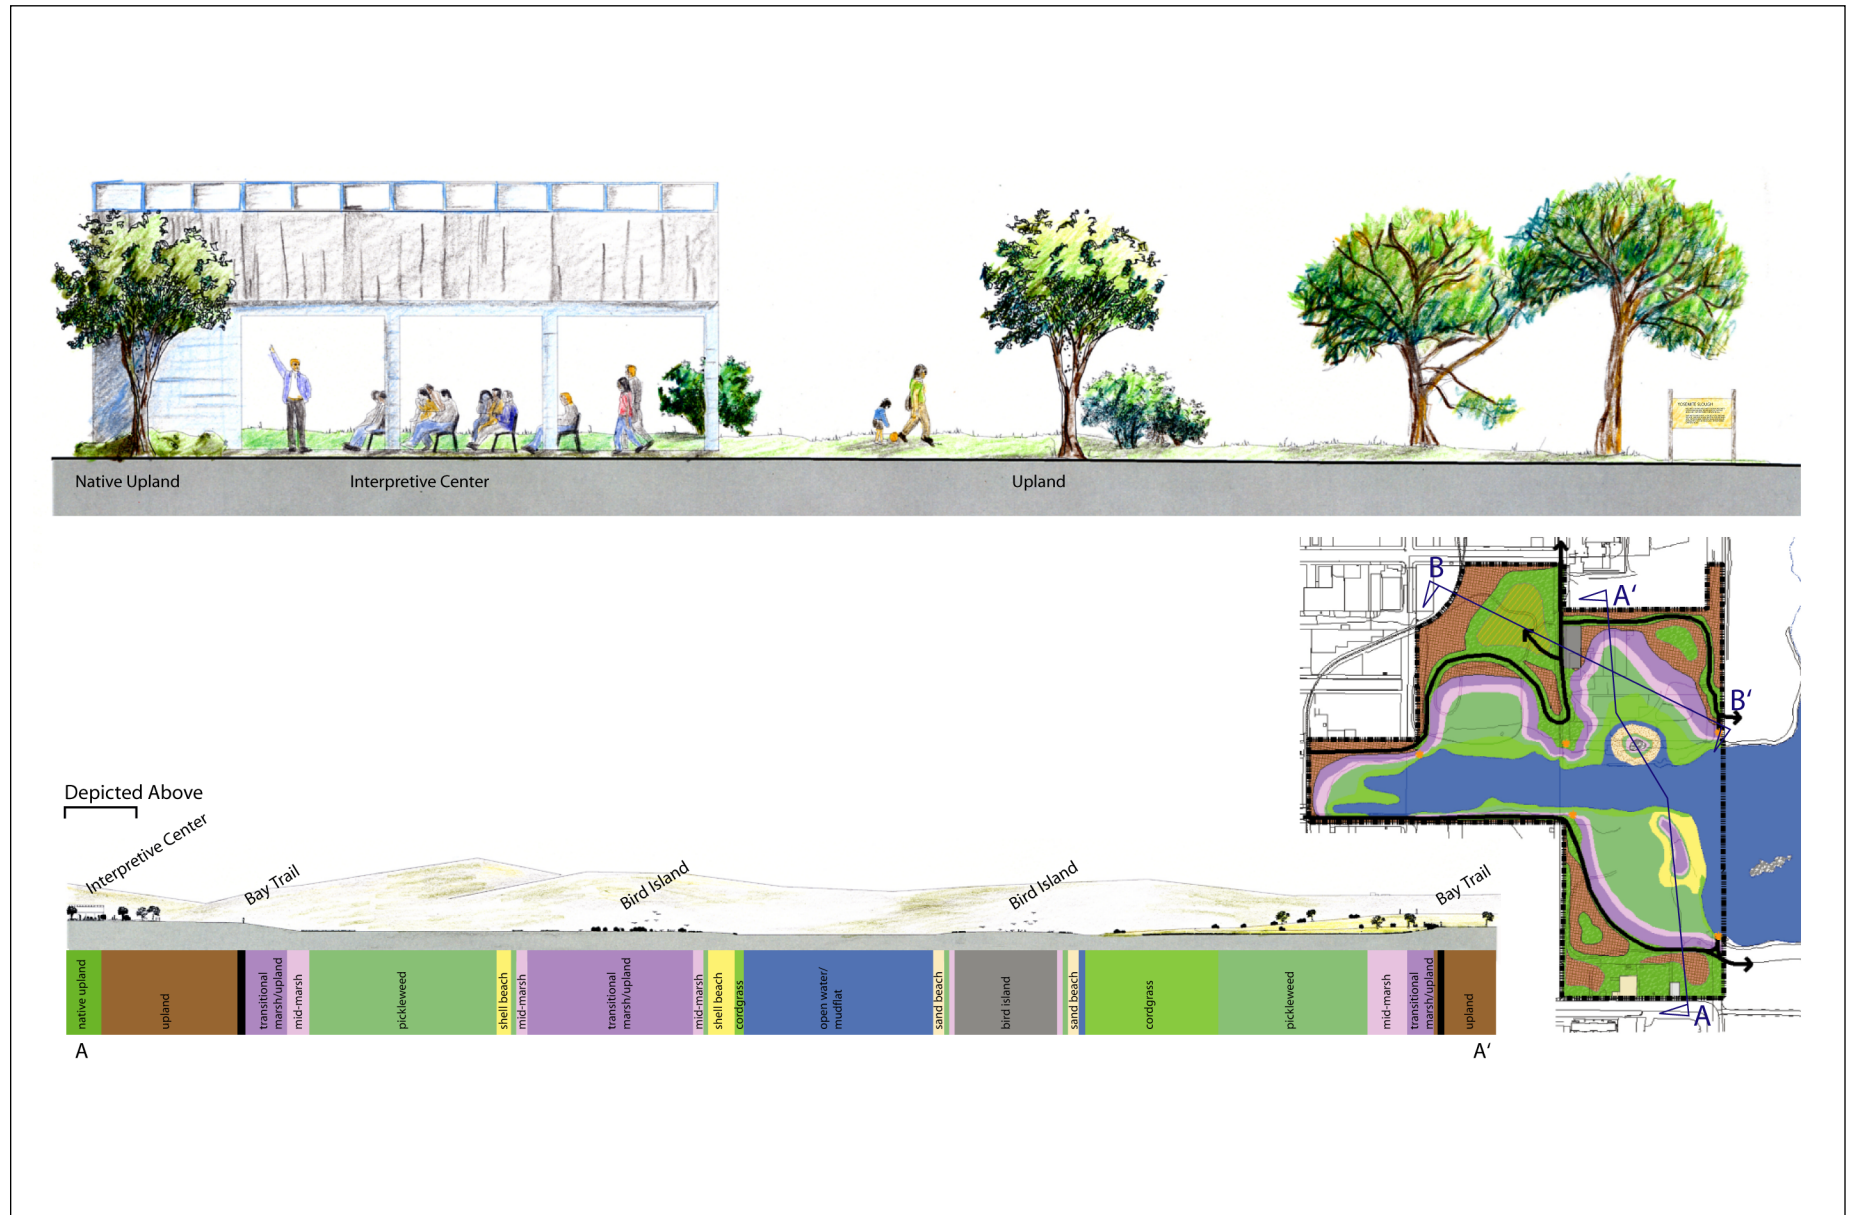 YOSEMITE SLOUGH
Native Upland
Interpretive Center
Upland
B
A'
B'
A
Depicted Above
Interpretive Center
Bay Trail
Bird Island
Bird Island
Bay Trail
native upland
upland
transitional
marsh/upland
mid-marsh
pickleweed
shell beach
mid-marsh
transitional
marsh/upland
mid-marsh
shell beach
cordgrass
open water/
mudflat
sand beach
bird island
sand beach
cordgrass
pickleweed
mid-marsh
transitional
marsh/upland
upland
A
A'